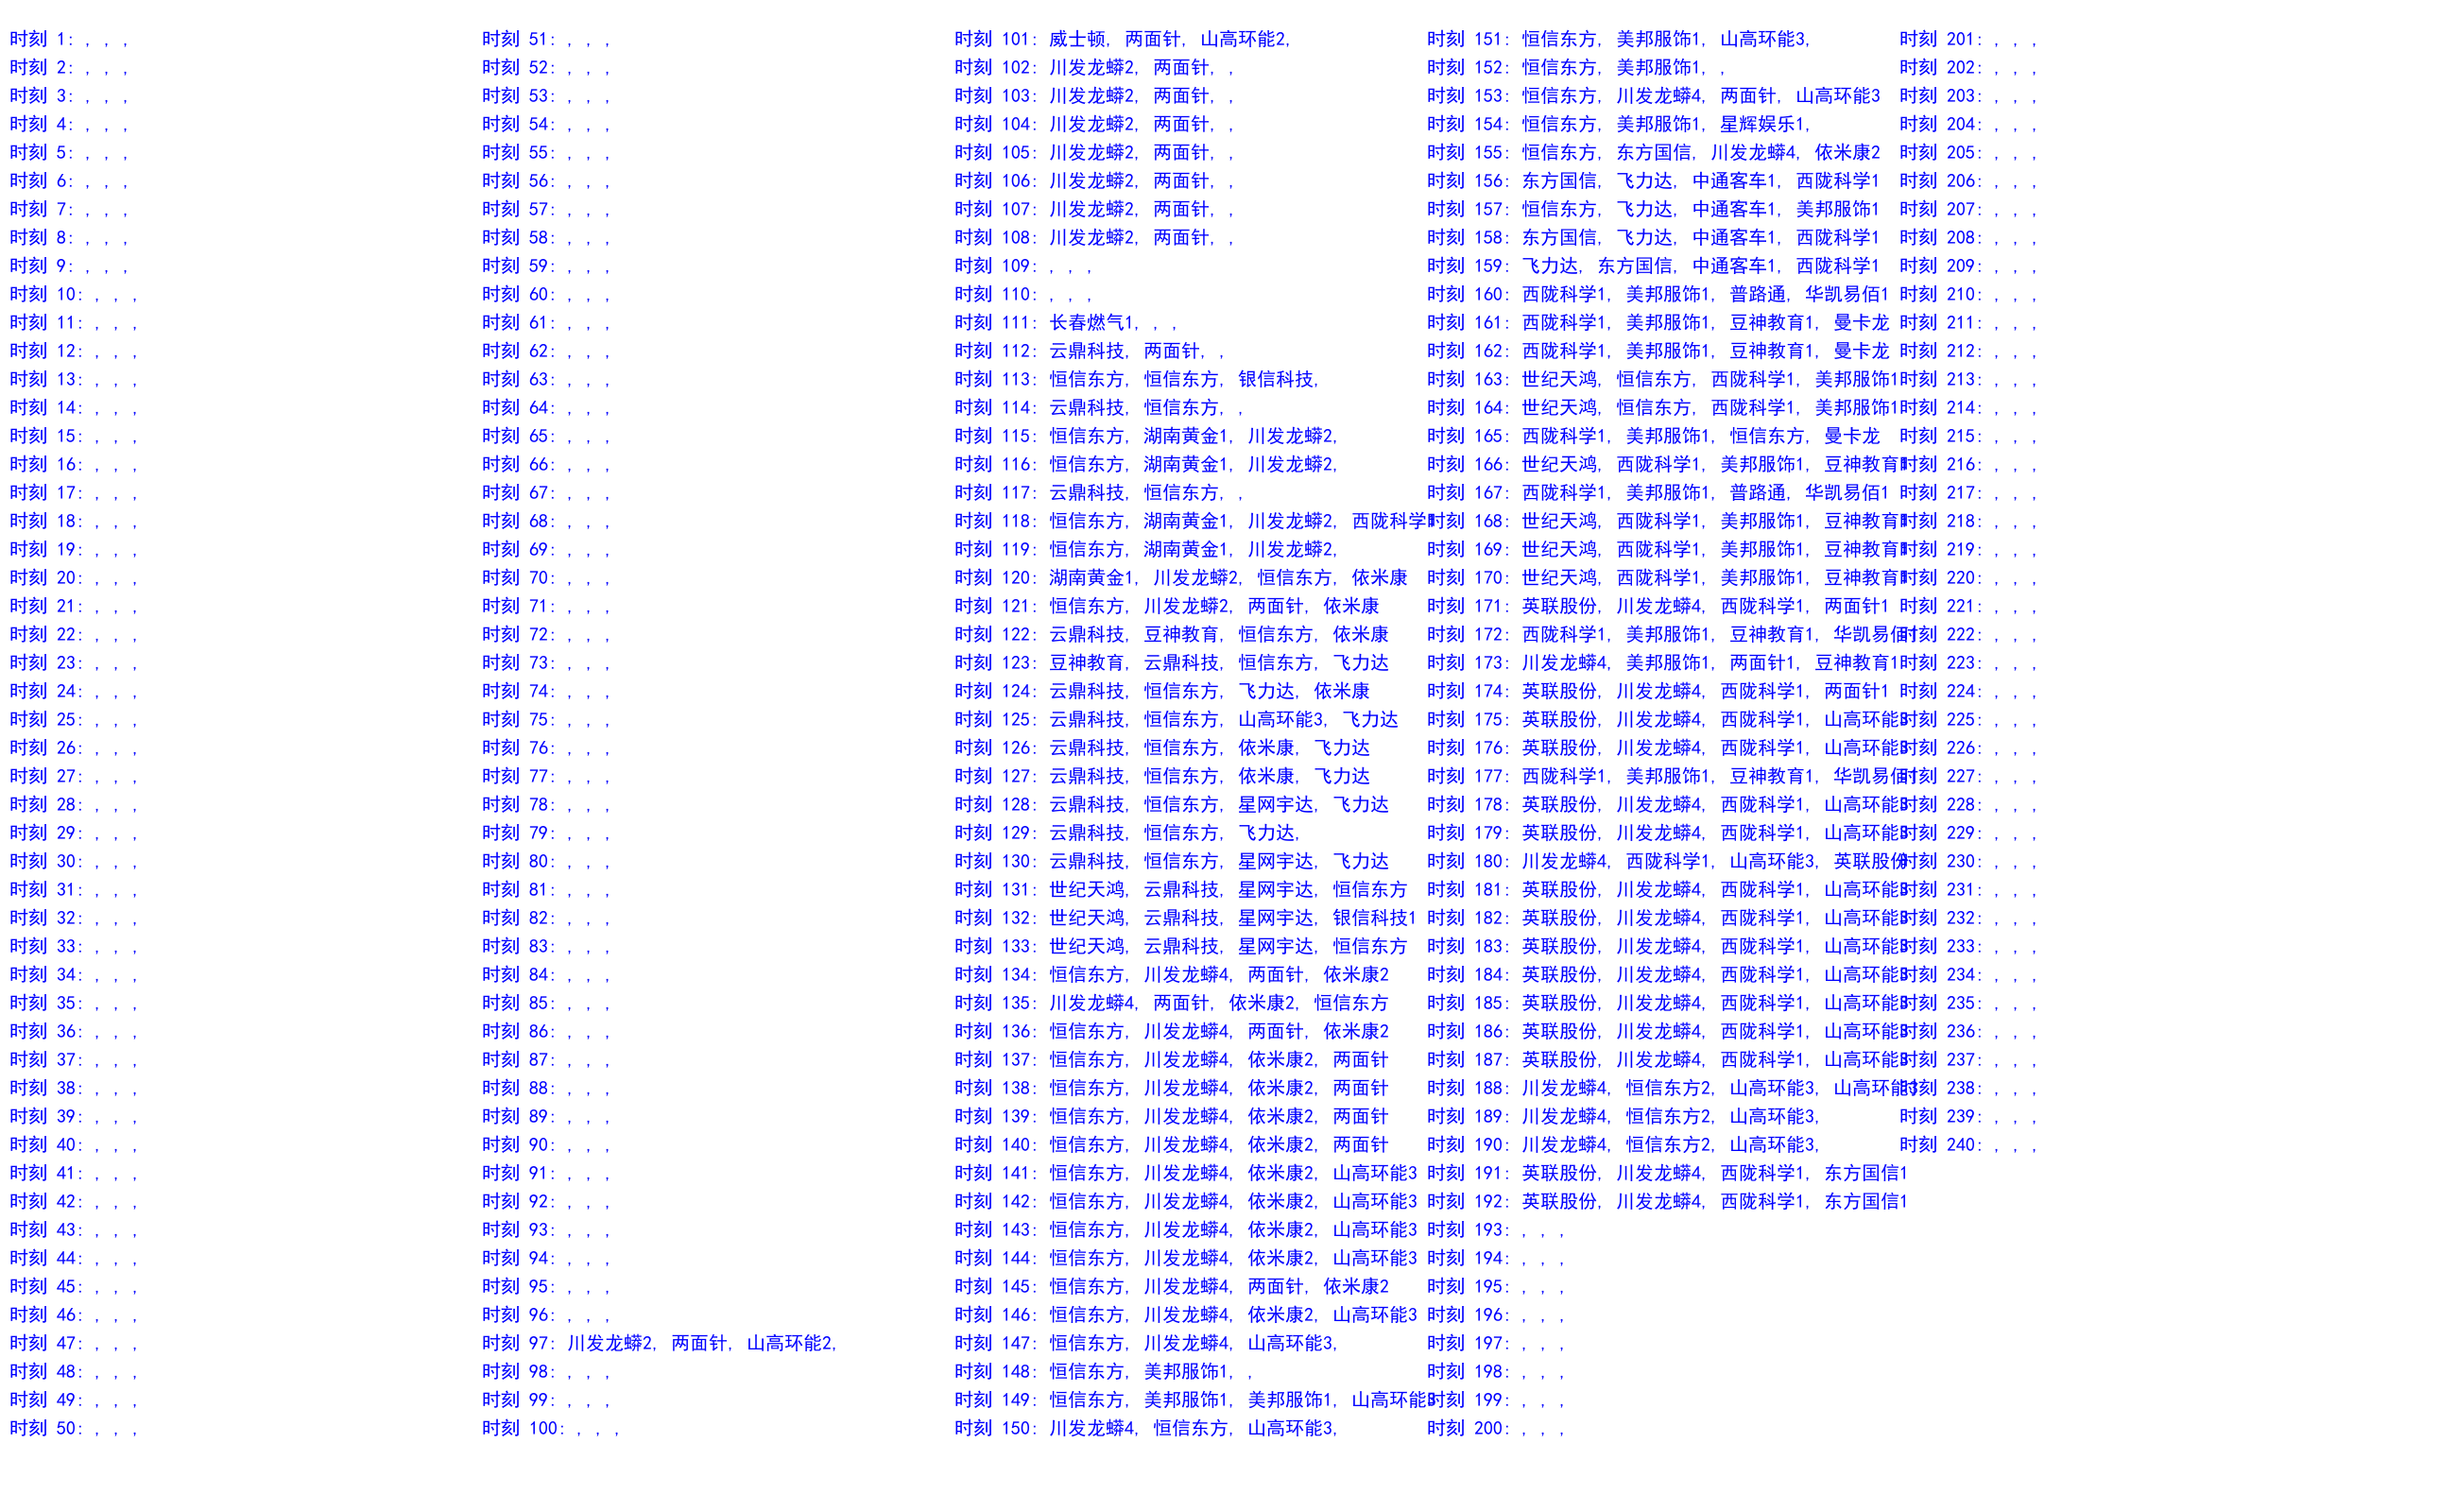 时刻 1: , , ,
时刻 2: , , ,
时刻 3: , , ,
时刻 4: , , ,
时刻 5: , , ,
时刻 6: , , ,
时刻 7: , , ,
时刻 8: , , ,
时刻 9: , , ,
时刻 10: , , ,
时刻 11: , , ,
时刻 12: , , ,
时刻 13: , , ,
时刻 14: , , ,
时刻 15: , , ,
时刻 16: , , ,
时刻 17: , , ,
时刻 18: , , ,
时刻 19: , , ,
时刻 20: , , ,
时刻 21: , , ,
时刻 22: , , ,
时刻 23: , , ,
时刻 24: , , ,
时刻 25: , , ,
时刻 26: , , ,
时刻 27: , , ,
时刻 28: , , ,
时刻 29: , , ,
时刻 30: , , ,
时刻 31: , , ,
时刻 32: , , ,
时刻 33: , , ,
时刻 34: , , ,
时刻 35: , , ,
时刻 36: , , ,
时刻 37: , , ,
时刻 38: , , ,
时刻 39: , , ,
时刻 40: , , ,
时刻 41: , , ,
时刻 42: , , ,
时刻 43: , , ,
时刻 44: , , ,
时刻 45: , , ,
时刻 46: , , ,
时刻 47: , , ,
时刻 48: , , ,
时刻 49: , , ,
时刻 50: , , ,
时刻 51: , , ,
时刻 52: , , ,
时刻 53: , , ,
时刻 54: , , ,
时刻 55: , , ,
时刻 56: , , ,
时刻 57: , , ,
时刻 58: , , ,
时刻 59: , , ,
时刻 60: , , ,
时刻 61: , , ,
时刻 62: , , ,
时刻 63: , , ,
时刻 64: , , ,
时刻 65: , , ,
时刻 66: , , ,
时刻 67: , , ,
时刻 68: , , ,
时刻 69: , , ,
时刻 70: , , ,
时刻 71: , , ,
时刻 72: , , ,
时刻 73: , , ,
时刻 74: , , ,
时刻 75: , , ,
时刻 76: , , ,
时刻 77: , , ,
时刻 78: , , ,
时刻 79: , , ,
时刻 80: , , ,
时刻 81: , , ,
时刻 82: , , ,
时刻 83: , , ,
时刻 84: , , ,
时刻 85: , , ,
时刻 86: , , ,
时刻 87: , , ,
时刻 88: , , ,
时刻 89: , , ,
时刻 90: , , ,
时刻 91: , , ,
时刻 92: , , ,
时刻 93: , , ,
时刻 94: , , ,
时刻 95: , , ,
时刻 96: , , ,
时刻 97: 川发龙蟒2, 两面针, 山高环能2,
时刻 98: , , ,
时刻 99: , , ,
时刻 100: , , ,
时刻 101: 威士顿, 两面针, 山高环能2,
时刻 102: 川发龙蟒2, 两面针, ,
时刻 103: 川发龙蟒2, 两面针, ,
时刻 104: 川发龙蟒2, 两面针, ,
时刻 105: 川发龙蟒2, 两面针, ,
时刻 106: 川发龙蟒2, 两面针, ,
时刻 107: 川发龙蟒2, 两面针, ,
时刻 108: 川发龙蟒2, 两面针, ,
时刻 109: , , ,
时刻 110: , , ,
时刻 111: 长春燃气1, , ,
时刻 112: 云鼎科技, 两面针, ,
时刻 113: 恒信东方, 恒信东方, 银信科技,
时刻 114: 云鼎科技, 恒信东方, ,
时刻 115: 恒信东方, 湖南黄金1, 川发龙蟒2,
时刻 116: 恒信东方, 湖南黄金1, 川发龙蟒2,
时刻 117: 云鼎科技, 恒信东方, ,
时刻 118: 恒信东方, 湖南黄金1, 川发龙蟒2, 西陇科学1
时刻 119: 恒信东方, 湖南黄金1, 川发龙蟒2,
时刻 120: 湖南黄金1, 川发龙蟒2, 恒信东方, 依米康
时刻 121: 恒信东方, 川发龙蟒2, 两面针, 依米康
时刻 122: 云鼎科技, 豆神教育, 恒信东方, 依米康
时刻 123: 豆神教育, 云鼎科技, 恒信东方, 飞力达
时刻 124: 云鼎科技, 恒信东方, 飞力达, 依米康
时刻 125: 云鼎科技, 恒信东方, 山高环能3, 飞力达
时刻 126: 云鼎科技, 恒信东方, 依米康, 飞力达
时刻 127: 云鼎科技, 恒信东方, 依米康, 飞力达
时刻 128: 云鼎科技, 恒信东方, 星网宇达, 飞力达
时刻 129: 云鼎科技, 恒信东方, 飞力达,
时刻 130: 云鼎科技, 恒信东方, 星网宇达, 飞力达
时刻 131: 世纪天鸿, 云鼎科技, 星网宇达, 恒信东方
时刻 132: 世纪天鸿, 云鼎科技, 星网宇达, 银信科技1
时刻 133: 世纪天鸿, 云鼎科技, 星网宇达, 恒信东方
时刻 134: 恒信东方, 川发龙蟒4, 两面针, 依米康2
时刻 135: 川发龙蟒4, 两面针, 依米康2, 恒信东方
时刻 136: 恒信东方, 川发龙蟒4, 两面针, 依米康2
时刻 137: 恒信东方, 川发龙蟒4, 依米康2, 两面针
时刻 138: 恒信东方, 川发龙蟒4, 依米康2, 两面针
时刻 139: 恒信东方, 川发龙蟒4, 依米康2, 两面针
时刻 140: 恒信东方, 川发龙蟒4, 依米康2, 两面针
时刻 141: 恒信东方, 川发龙蟒4, 依米康2, 山高环能3
时刻 142: 恒信东方, 川发龙蟒4, 依米康2, 山高环能3
时刻 143: 恒信东方, 川发龙蟒4, 依米康2, 山高环能3
时刻 144: 恒信东方, 川发龙蟒4, 依米康2, 山高环能3
时刻 145: 恒信东方, 川发龙蟒4, 两面针, 依米康2
时刻 146: 恒信东方, 川发龙蟒4, 依米康2, 山高环能3
时刻 147: 恒信东方, 川发龙蟒4, 山高环能3,
时刻 148: 恒信东方, 美邦服饰1, ,
时刻 149: 恒信东方, 美邦服饰1, 美邦服饰1, 山高环能3
时刻 150: 川发龙蟒4, 恒信东方, 山高环能3,
时刻 151: 恒信东方, 美邦服饰1, 山高环能3,
时刻 152: 恒信东方, 美邦服饰1, ,
时刻 153: 恒信东方, 川发龙蟒4, 两面针, 山高环能3
时刻 154: 恒信东方, 美邦服饰1, 星辉娱乐1,
时刻 155: 恒信东方, 东方国信, 川发龙蟒4, 依米康2
时刻 156: 东方国信, 飞力达, 中通客车1, 西陇科学1
时刻 157: 恒信东方, 飞力达, 中通客车1, 美邦服饰1
时刻 158: 东方国信, 飞力达, 中通客车1, 西陇科学1
时刻 159: 飞力达, 东方国信, 中通客车1, 西陇科学1
时刻 160: 西陇科学1, 美邦服饰1, 普路通, 华凯易佰1
时刻 161: 西陇科学1, 美邦服饰1, 豆神教育1, 曼卡龙
时刻 162: 西陇科学1, 美邦服饰1, 豆神教育1, 曼卡龙
时刻 163: 世纪天鸿, 恒信东方, 西陇科学1, 美邦服饰1
时刻 164: 世纪天鸿, 恒信东方, 西陇科学1, 美邦服饰1
时刻 165: 西陇科学1, 美邦服饰1, 恒信东方, 曼卡龙
时刻 166: 世纪天鸿, 西陇科学1, 美邦服饰1, 豆神教育1
时刻 167: 西陇科学1, 美邦服饰1, 普路通, 华凯易佰1
时刻 168: 世纪天鸿, 西陇科学1, 美邦服饰1, 豆神教育1
时刻 169: 世纪天鸿, 西陇科学1, 美邦服饰1, 豆神教育1
时刻 170: 世纪天鸿, 西陇科学1, 美邦服饰1, 豆神教育1
时刻 171: 英联股份, 川发龙蟒4, 西陇科学1, 两面针1
时刻 172: 西陇科学1, 美邦服饰1, 豆神教育1, 华凯易佰1
时刻 173: 川发龙蟒4, 美邦服饰1, 两面针1, 豆神教育1
时刻 174: 英联股份, 川发龙蟒4, 西陇科学1, 两面针1
时刻 175: 英联股份, 川发龙蟒4, 西陇科学1, 山高环能3
时刻 176: 英联股份, 川发龙蟒4, 西陇科学1, 山高环能3
时刻 177: 西陇科学1, 美邦服饰1, 豆神教育1, 华凯易佰1
时刻 178: 英联股份, 川发龙蟒4, 西陇科学1, 山高环能3
时刻 179: 英联股份, 川发龙蟒4, 西陇科学1, 山高环能3
时刻 180: 川发龙蟒4, 西陇科学1, 山高环能3, 英联股份
时刻 181: 英联股份, 川发龙蟒4, 西陇科学1, 山高环能3
时刻 182: 英联股份, 川发龙蟒4, 西陇科学1, 山高环能3
时刻 183: 英联股份, 川发龙蟒4, 西陇科学1, 山高环能3
时刻 184: 英联股份, 川发龙蟒4, 西陇科学1, 山高环能3
时刻 185: 英联股份, 川发龙蟒4, 西陇科学1, 山高环能3
时刻 186: 英联股份, 川发龙蟒4, 西陇科学1, 山高环能3
时刻 187: 英联股份, 川发龙蟒4, 西陇科学1, 山高环能3
时刻 188: 川发龙蟒4, 恒信东方2, 山高环能3, 山高环能3
时刻 189: 川发龙蟒4, 恒信东方2, 山高环能3,
时刻 190: 川发龙蟒4, 恒信东方2, 山高环能3,
时刻 191: 英联股份, 川发龙蟒4, 西陇科学1, 东方国信1
时刻 192: 英联股份, 川发龙蟒4, 西陇科学1, 东方国信1
时刻 193: , , ,
时刻 194: , , ,
时刻 195: , , ,
时刻 196: , , ,
时刻 197: , , ,
时刻 198: , , ,
时刻 199: , , ,
时刻 200: , , ,
时刻 201: , , ,
时刻 202: , , ,
时刻 203: , , ,
时刻 204: , , ,
时刻 205: , , ,
时刻 206: , , ,
时刻 207: , , ,
时刻 208: , , ,
时刻 209: , , ,
时刻 210: , , ,
时刻 211: , , ,
时刻 212: , , ,
时刻 213: , , ,
时刻 214: , , ,
时刻 215: , , ,
时刻 216: , , ,
时刻 217: , , ,
时刻 218: , , ,
时刻 219: , , ,
时刻 220: , , ,
时刻 221: , , ,
时刻 222: , , ,
时刻 223: , , ,
时刻 224: , , ,
时刻 225: , , ,
时刻 226: , , ,
时刻 227: , , ,
时刻 228: , , ,
时刻 229: , , ,
时刻 230: , , ,
时刻 231: , , ,
时刻 232: , , ,
时刻 233: , , ,
时刻 234: , , ,
时刻 235: , , ,
时刻 236: , , ,
时刻 237: , , ,
时刻 238: , , ,
时刻 239: , , ,
时刻 240: , , ,